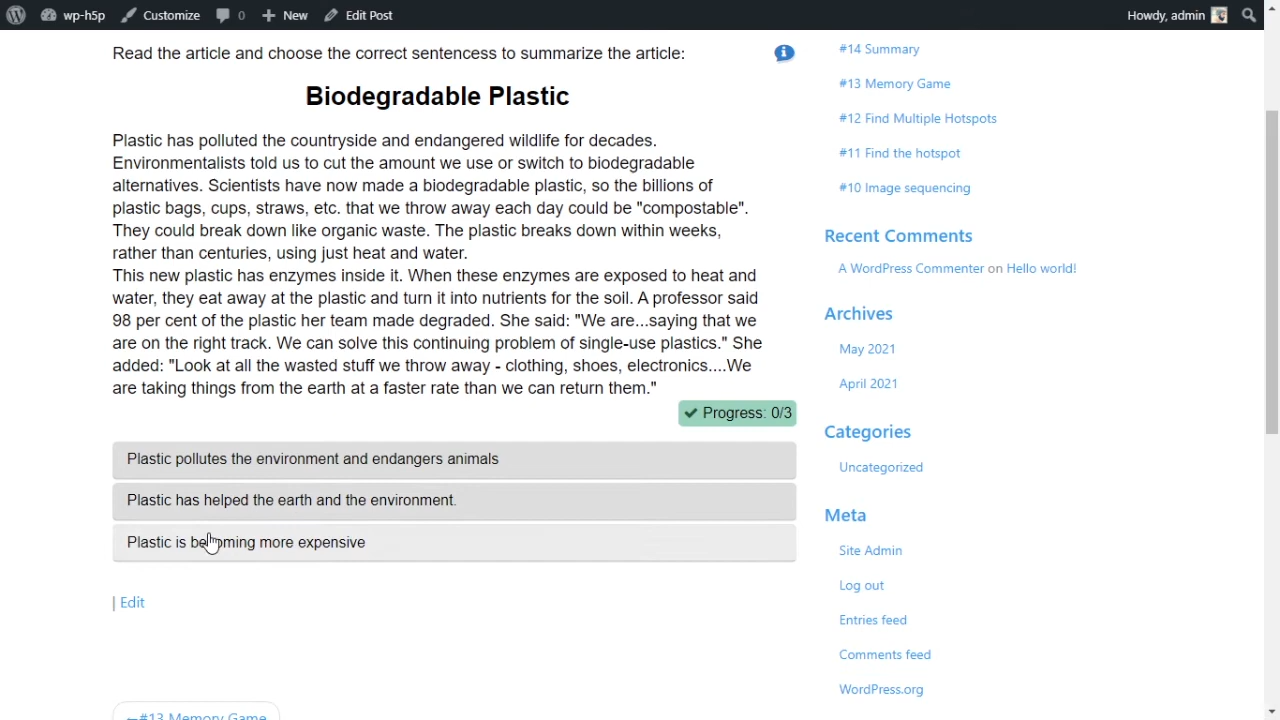 wp-h5p Customize 0 New Edit Post Howdy, admin
Read the article and choose the correct sentencess to summarize the article:
Biodegradable Plastic
Plastic has polluted the countryside and endangered wildlife for decades.
Environmentalists told us to cut the amount we use or switch to biodegradable
alternatives. Scientists have now made a biodegradable plastic, so the billions of
plastic bags, cups, straws, etc. that we throw away each day could be "compostable".
They could break down like organic waste. The plastic breaks down within weeks,
rather than centuries, using just heat and water.
This new plastic has enzymes inside it. When these enzymes are exposed to heat and
water, they eat away at the plastic and turn it into nutrients for the soil. A professor said
98 per cent of the plastic her team made degraded. She said: "We are...saying that we
are on the right track. We can solve this continuing problem of single-use plastics." She
added: "Look at all the wasted stuff we throw away - clothing, shoes, electronics....We
are taking things from the earth at a faster rate than we can return them."
Progress: 0/3
Plastic pollutes the environment and endangers animals
Plastic has helped the earth and the environment.
Plastic is becoming more expensive
| Edit
←#13 Memory Game
#14 Summary
#13 Memory Game
#12 Find Multiple Hotspots
#11 Find the hotspot
#10 Image sequencing
Recent Comments
A WordPress Commenter on Hello world!
Archives
May 2021
April 2021
Categories
Uncategorized
Meta
Site Admin
Log out
Entries feed
Comments feed
WordPress.org